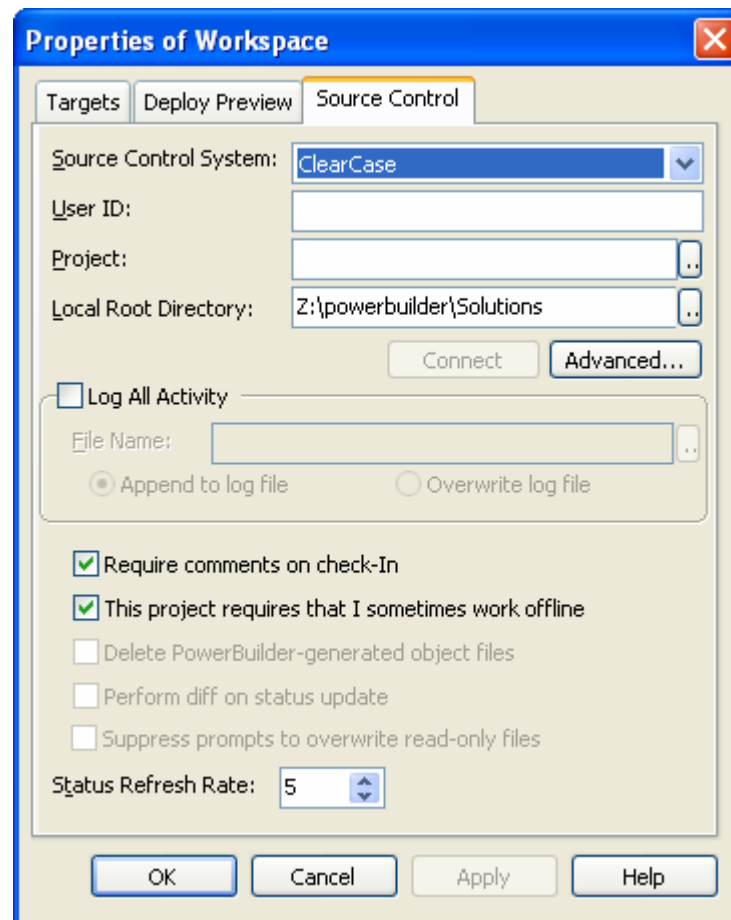 Properties of Workspace
Targets Deploy Preview Source Control
Source Control System: ClearCase
User ID:
Project: ..
Local Root Directory: Z:\powerbuilder\Solutions ..
Connect Advanced...
Log All Activity
File Name: ..
Append to log file Overwrite log file
Require comments on check-In
This project requires that I sometimes work offline
Delete PowerBuilder-generated object files
Perform diff on status update
Suppress prompts to overwrite read-only files
Status Refresh Rate: 5
OK Cancel Apply Help